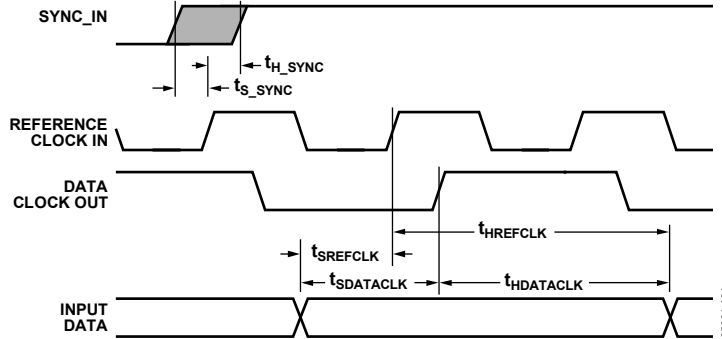 SYNC_IN
tH_SYNC
tS_SYNC
REFERENCE
CLOCK IN
DATA
CLOCK OUT
tHREFCLK
tSREFCLK
tSDATACLK
tHDATACLK
INPUT
DATA